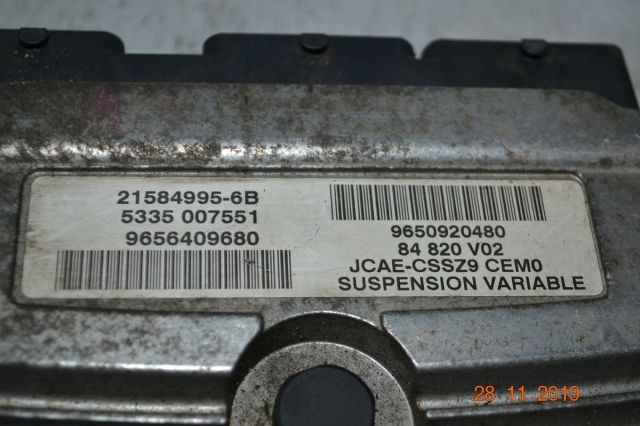 21584995-6B
5335 007551
9656409680
9650920480
84 820 V02
JCAE-CSSZ9 CEM0
SUSPENSION VARIABLE
28 11 2019